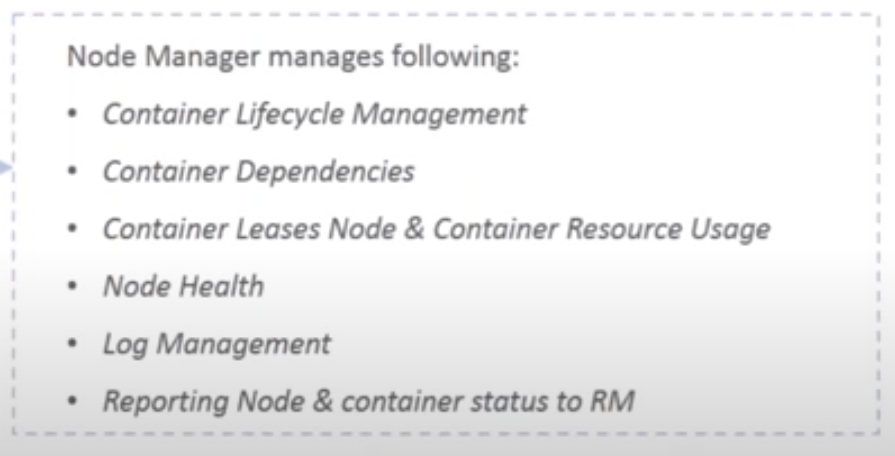 Node Manager manages following:
• Container Lifecycle Management
• Container Dependencies
• Container Leases Node & Container Resource Usage
• Node Health
• Log Management
• Reporting Node & container status to RM